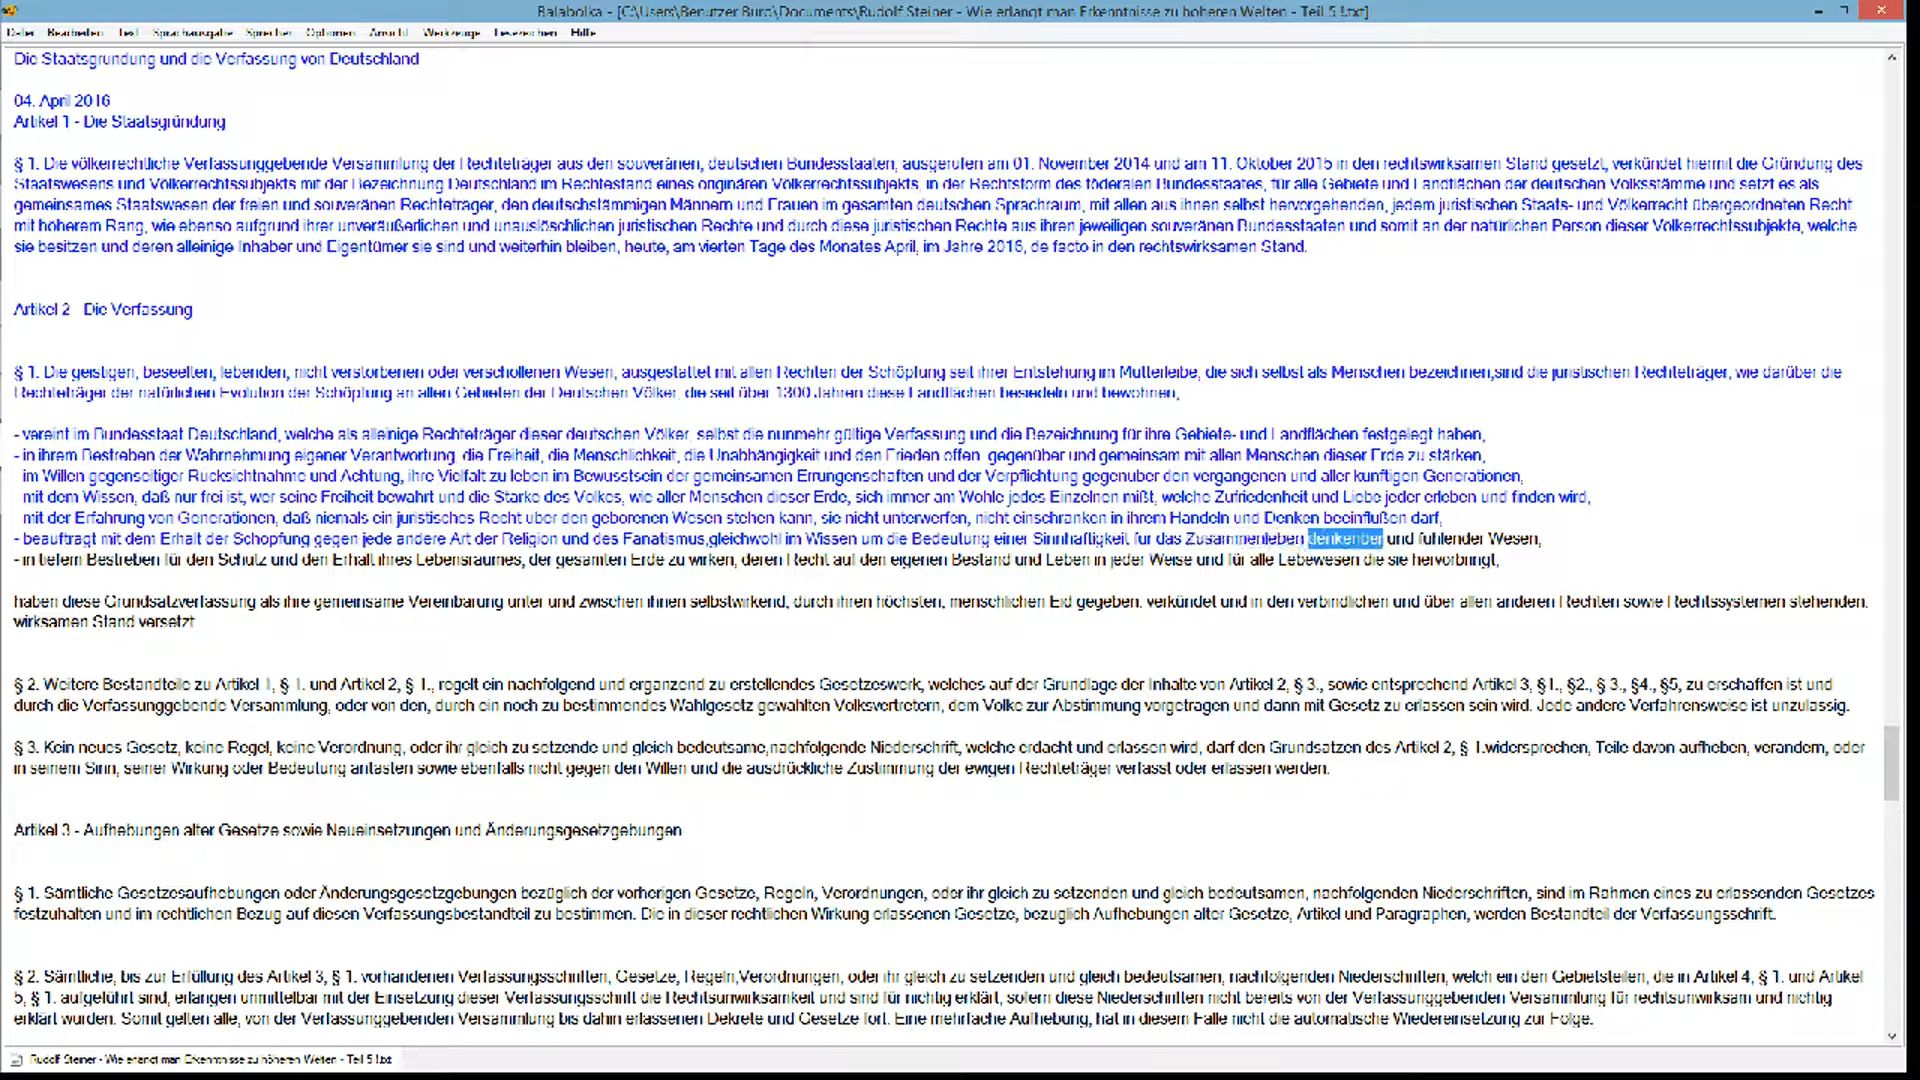 Balabolka - [C:\Users\Benutzer Büro\Documents\Rudolf Steiner - Wie erlangt man Erkenntnisse zu höheren Welten - Teil 5 !.txt]
Datei Bearbeiten Text Sprachausgabe Sprecher Optionen Ansicht Werkzeuge Lesezeichen Hilfe
Die Staatsgründung und die Verfassung von Deutschland
04. April 2016
Artikel 1 - Die Staatsgründung
§ 1. Die völkerrechtliche Verfassunggebende Versammlung der Rechteträger aus den souveränen, deutschen Bundesstaaten, ausgerufen am 01. November 2014 und am 11. Oktober 2015 in den rechtswirksamen Stand gesetzt, verkündet hiermit die Gründung des
Staatswesens und Völkerrechtssubjekts mit der Bezeichnung Deutschland im Rechtestand eines originären Völkerrechtssubjekts, in der Rechtsform des föderalen Bundesstaates, für alle Gebiete und Landflächen der deutschen Volksstämme und setzt es als
gemeinsames Staatswesen der freien und souveränen Rechteträger, den deutschstämmigen Männern und Frauen im gesamten deutschen Sprachraum, mit allen aus ihnen selbst hervorgehenden, jedem juristischen Staats- und Völkerrecht übergeordneten Recht
mit höherem Rang, wie ebenso aufgrund ihrer unveräußerlichen und unauslöschlichen juristischen Rechte und durch diese juristischen Rechte aus ihren jeweiligen souveränen Bundesstaaten und somit an der natürlichen Person dieser Völkerrechtssubjekte, welche
sie besitzen und deren alleinige Inhaber und Eigentümer sie sind und weiterhin bleiben, heute, am vierten Tage des Monates April, im Jahre 2016, de facto in den rechtswirksamen Stand.
Artikel 2 - Die Verfassung
§ 1. Die geistigen, beseelten, lebenden, nicht verstorbenen oder verschollenen Wesen, ausgestattet mit allen Rechten der Schöpfung seit ihrer Entstehung im Mutterleibe, die sich selbst als Menschen bezeichnen,sind die juristischen Rechteträger, wie darüber die
Rechteträger der natürlichen Evolution der Schöpfung an allen Gebieten der Deutschen Völker, die seit über 1300 Jahren diese Landflächen besiedeln und bewohnen,
- vereint im Bundesstaat Deutschland, welche als alleinige Rechteträger dieser deutschen Völker, selbst die nunmehr gültige Verfassung und die Bezeichnung für ihre Gebiete- und Landflächen festgelegt haben,
- in ihrem Bestreben der Wahrnehmung eigener Verantwortung, die Freiheit, die Menschlichkeit, die Unabhängigkeit und den Frieden offen, gegenüber und gemeinsam mit allen Menschen dieser Erde zu stärken,
- im Willen gegenseitiger Rücksichtnahme und Achtung, ihre Vielfalt zu leben im Bewusstsein der gemeinsamen Errungenschaften und der Verpflichtung gegenüber den vergangenen und aller künftigen Generationen,
- mit dem Wissen, daß nur frei ist, wer seine Freiheit bewahrt und die Stärke des Volkes, wie aller Menschen dieser Erde, sich immer am Wohle jedes Einzelnen mißt, welche Zufriedenheit und Liebe jeder erleben und finden wird,
- mit der Erfahrung von Generationen, daß niemals ein juristisches Recht über den geborenen Wesen stehen kann, sie nicht unterwerfen, nicht einschränken in ihrem Handeln und Denken beeinflußen darf,
- beauftragt mit dem Erhalt der Schöpfung gegen jede andere Art der Religion und des Fanatismus,gleichwohl im Wissen um die Bedeutung einer Sinnhaftigkeit für das Zusammenleben denkender und fühlender Wesen,
- in tiefem Bestreben für den Schutz und den Erhalt ihres Lebensraumes, der gesamten Erde zu wirken, deren Recht auf den eigenen Bestand und Leben in jeder Weise und für alle Lebewesen die sie hervorbringt,
haben diese Grundsatzverfassung als ihre gemeinsame Vereinbarung unter und zwischen ihnen selbstwirkend, durch ihren höchsten, menschlichen Eid gegeben, verkündet und in den verbindlichen und über allen anderen Rechten sowie Rechtssystemen stehenden,
wirksamen Stand versetzt.
§ 2. Weitere Bestandteile zu Artikel 1, § 1. und Artikel 2, § 1., regelt ein nachfolgend und ergänzend zu erstellendes Gesetzeswerk, welches auf der Grundlage der Inhalte von Artikel 2, § 3., sowie entsprechend Artikel 3, §1., §2., § 3., §4., §5, zu erschaffen ist und
durch die Verfassunggebende Versammlung, oder von den, durch ein noch zu bestimmendes Wahlgesetz gewählten Volksvertretern, dem Volke zur Abstimmung vorgetragen und dann mit Gesetz zu erlassen sein wird. Jede andere Verfahrensweise ist unzulässig.
§ 3. Kein neues Gesetz, keine Regel, keine Verordnung, oder ihr gleich zu setzende und gleich bedeutsame,nachfolgende Niederschrift, welche erdacht und erlassen wird, darf den Grundsätzen des Artikel 2, § 1.widersprechen, Teile davon aufheben, verändern, oder
in seinem Sinn, seiner Wirkung oder Bedeutung antasten sowie ebenfalls nicht gegen den Willen und die ausdrückliche Zustimmung der ewigen Rechteträger verfasst oder erlassen werden.
Artikel 3 - Aufhebungen alter Gesetze sowie Neueinsetzungen und Änderungsgesetzgebungen
§ 1. Sämtliche Gesetzesaufhebungen oder Änderungsgesetzgebungen bezüglich der vorherigen Gesetze, Regeln, Verordnungen, oder ihr gleich zu setzenden und gleich bedeutsamen, nachfolgenden Niederschriften, sind im Rahmen eines zu erlassenden Gesetzes
festzuhalten und im rechtlichen Bezug auf diesen Verfassungsbestandteil zu bestimmen. Die in dieser rechtlichen Wirkung erlassenen Gesetze, bezüglich Aufhebungen alter Gesetze, Artikel und Paragraphen, werden Bestandteil der Verfassungsschrift.
§ 2. Sämtliche, bis zur Erfüllung des Artikel 3, § 1. vorhandenen Verfassungsschriften, Gesetze, Regeln,Verordnungen, oder ihr gleich zu setzenden und gleich bedeutsamen, nachfolgenden Niederschriften, welch ein den Gebietsteilen, die in Artikel 4, § 1. und Artikel
5, § 1. aufgeführt sind, erlangen unmittelbar mit der Einsetzung dieser Verfassungsschrift die Rechtsunwirksamkeit und sind für nichtig erklärt, sofern diese Niederschriften nicht bereits von der Verfassunggebenden Versammlung für rechtsunwirksam und nichtig
erklärt wurden. Somit gelten alle, von der Verfassunggebenden Versammlung bis dahin erlassenen Dekrete und Gesetze fort. Eine mehrfache Aufhebung, hat in diesem Falle nicht die automatische Wiedereinsetzung zur Folge.
Rudolf Steiner - Wie erlangt man Erkenntnisse zu höheren Welten - Teil 5 !.txt